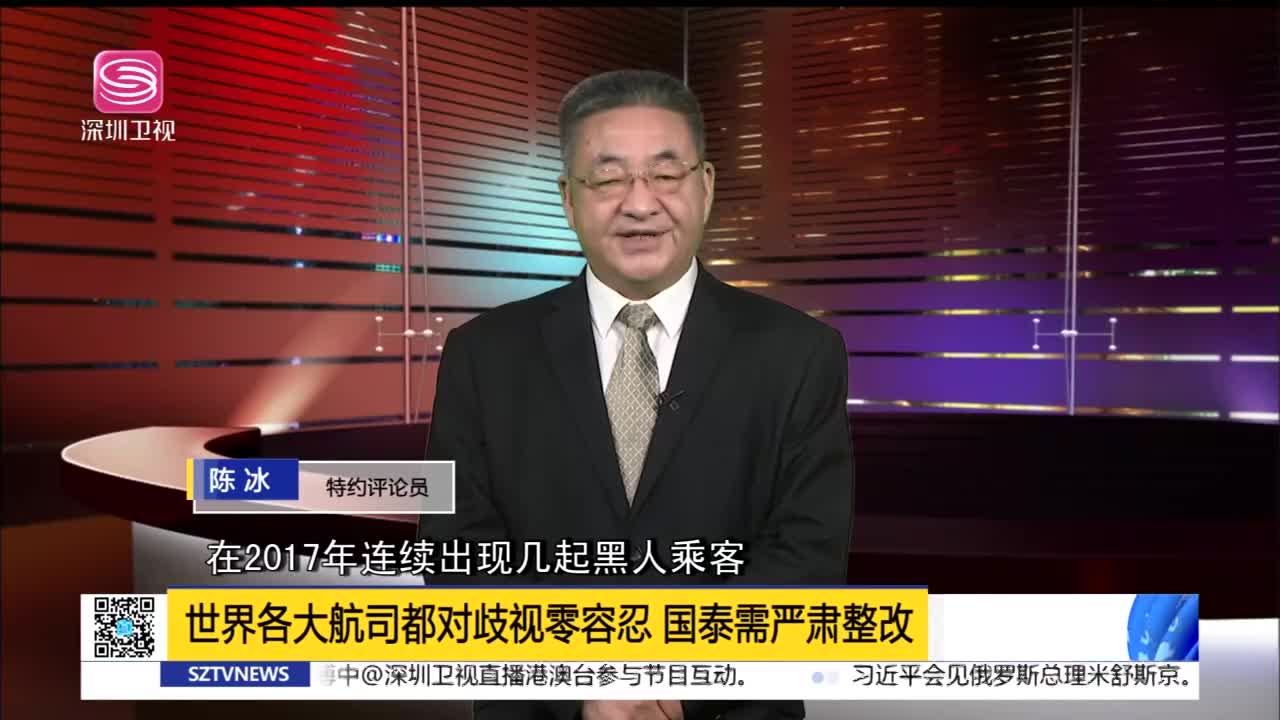 深圳卫视
陈冰
特约评论员
在2017年连续出现几起黑人乘客
世界各大航司都对歧视零容忍 国泰需严肃整改
SZTVNEWS
博中@深圳卫视直播港澳台参与节目互动。
习近平会见俄罗斯总理米舒斯京。